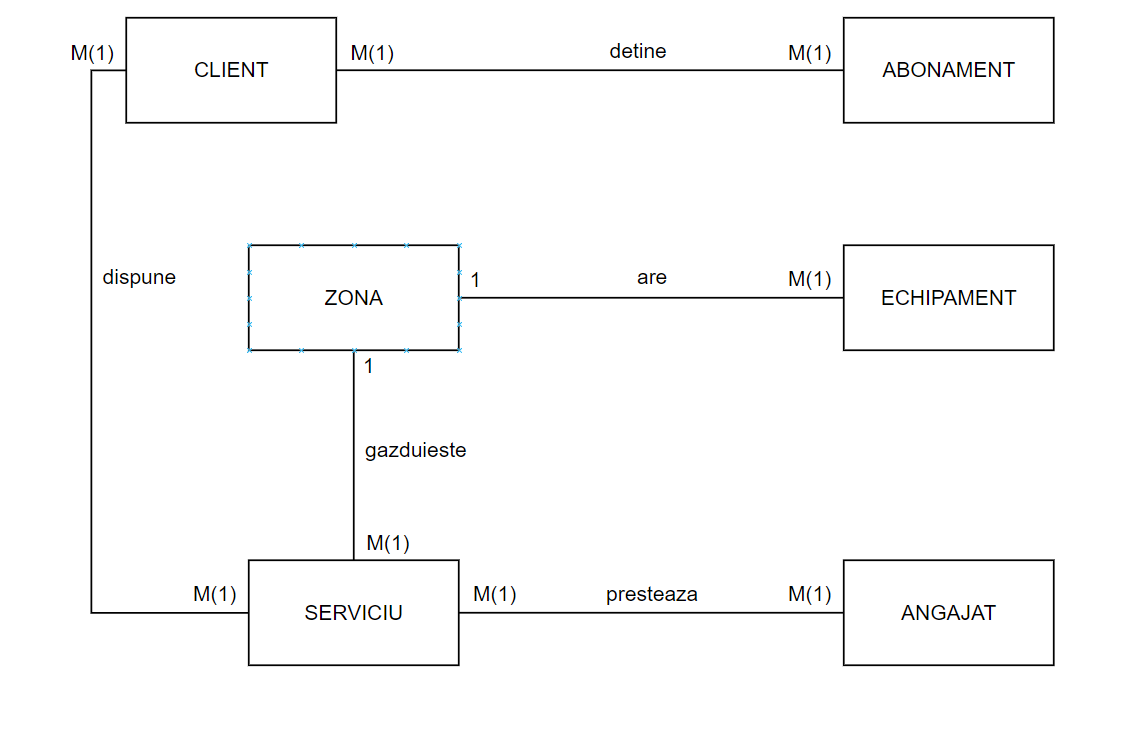 M(1)
CLIENT
M(1)
detine
M(1)
ABONAMENT
dispune
ZONA
1
are
M(1)
ECHIPAMENT
1
gazduieste
M(1)
M(1)
SERVICIU
M(1)
presteaza
M(1)
ANGAJAT